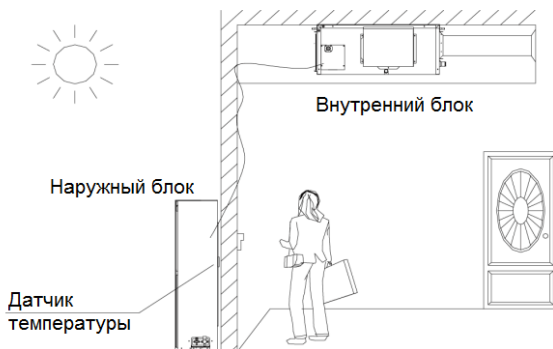 Внутренний блок
Наружный блок
Датчик
температуры